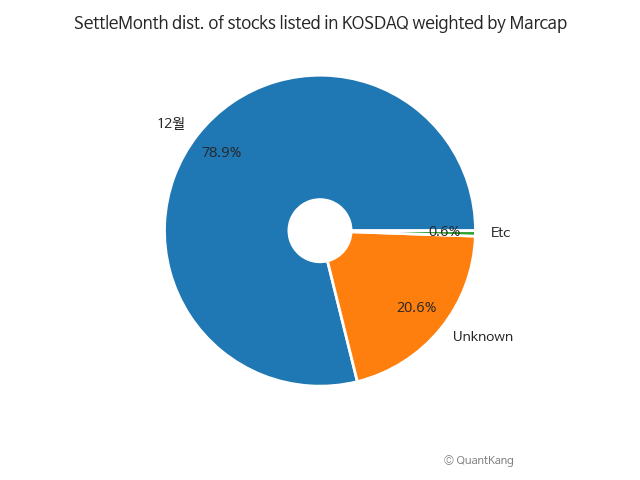 SettleMonth dist. of stocks listed in KOSDAQ weighted by Marcap
12월
78.9%
0.6%
Etc
20.6%
Unknown
© QuantKang